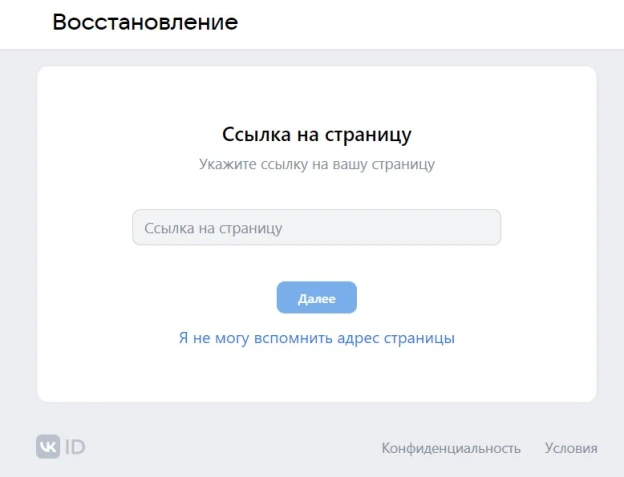 Восстановление
Ссылка на страницу
Укажите ссылку на вашу страницу
Ссылка на страницу
Далее
Я не могу вспомнить адрес страницы
VK ID
Конфиденциальность Условия